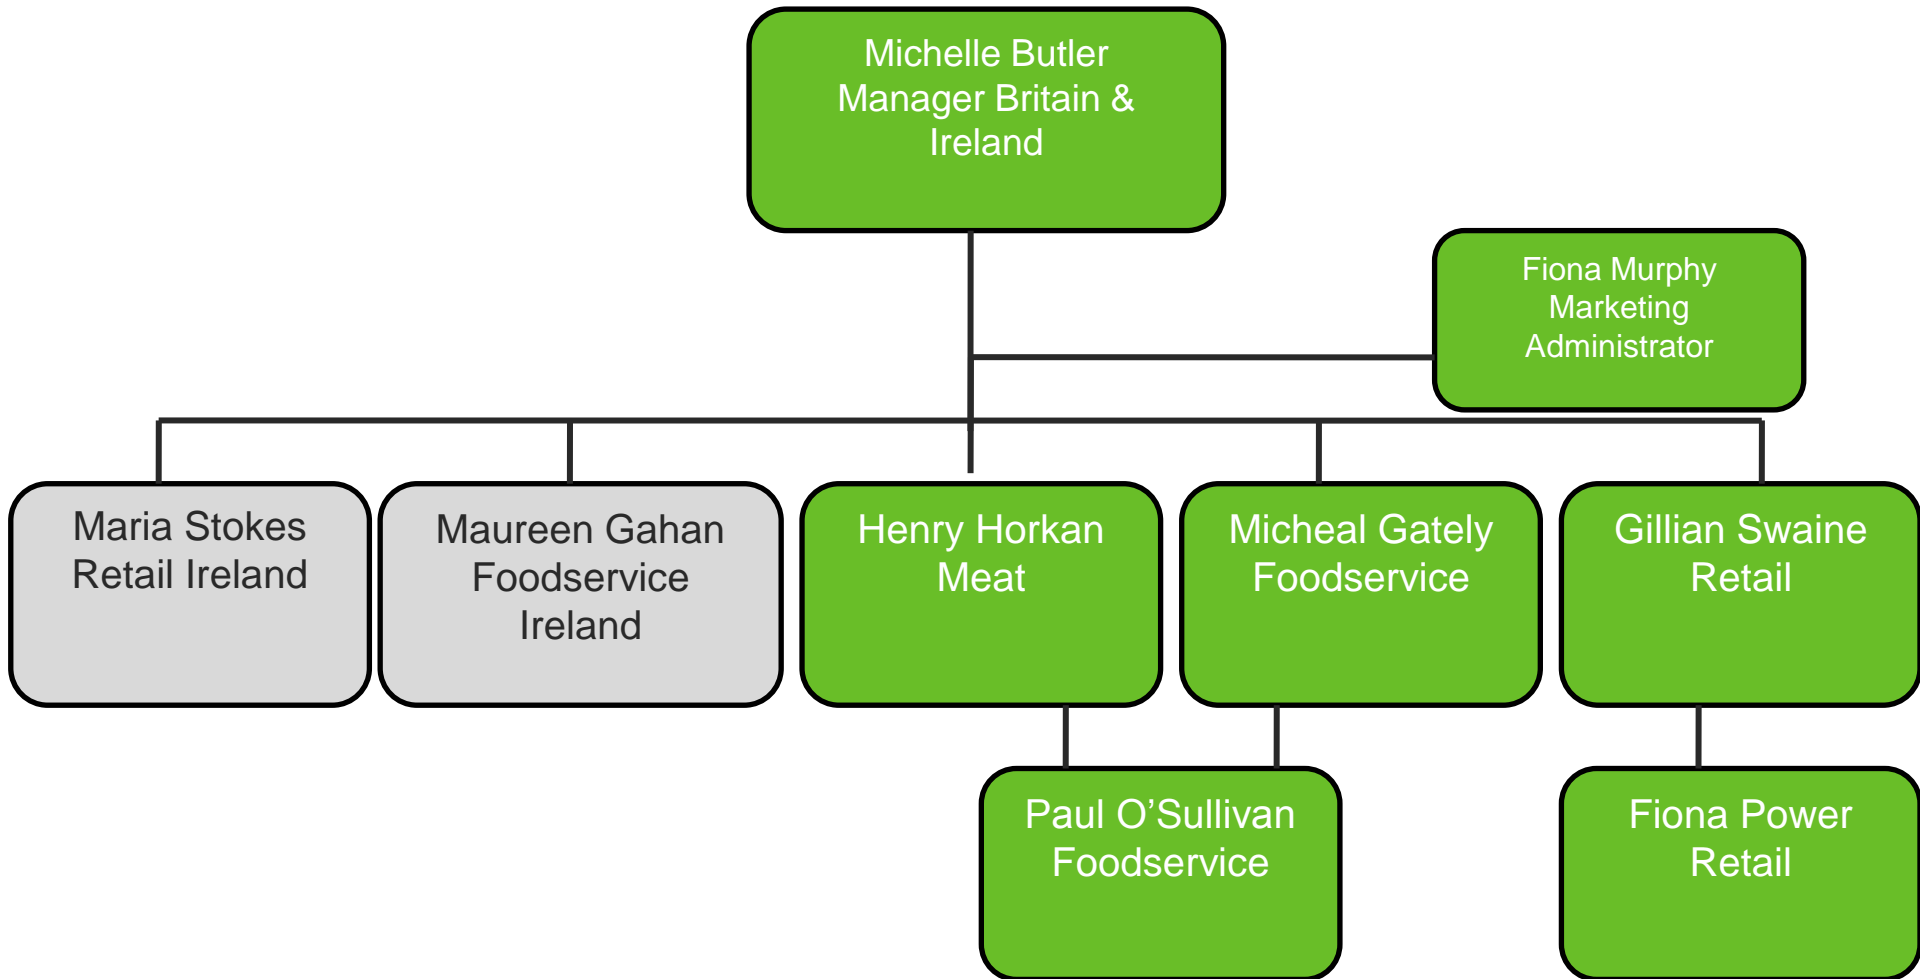 Michelle Butler
Manager Britain &
Ireland
Fiona Murphy
Marketing
Administrator
Maria Stokes
Retail Ireland
Maureen Gahan
Foodservice
Ireland
Henry Horkan
Meat
Micheal Gately
Foodservice
Gillian Swaine
Retail
Paul O’Sullivan
Foodservice
Fiona Power
Retail